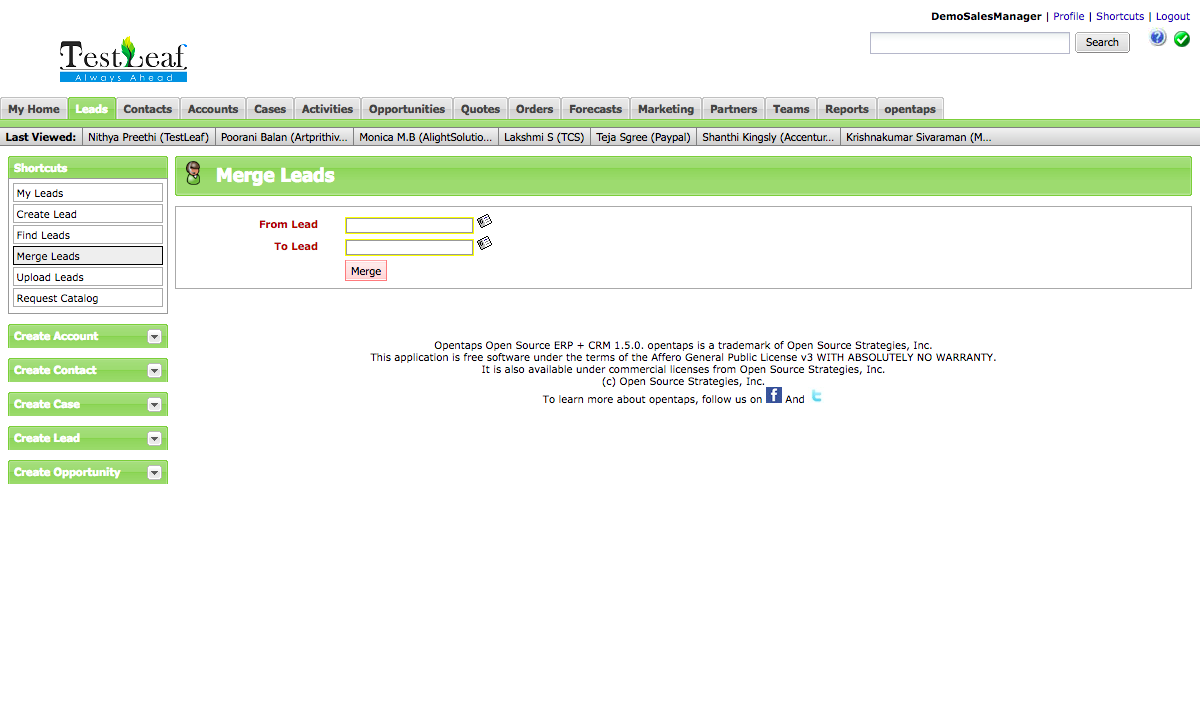 DemoSalesManager | Profile | Shortcuts | Logout
TestLeaf
Always Ahead
Search
My Home Leads Contacts Accounts Cases Activities Opportunities Quotes Orders Forecasts Marketing Partners Teams Reports opentaps
Last Viewed: Nithya Preethi (TestLeaf) Poorani Balan (Artprithiv... Monica M.B (AlightSolutio... Lakshmi S (TCS) Teja Sgree (Paypal) Shanthi Kingsly (Accentur... Krishnakumar Sivaraman (M...
Shortcuts
My Leads
Create Lead
Find Leads
Merge Leads
Upload Leads
Request Catalog
Create Account
Create Contact
Create Case
Create Lead
Create Opportunity
Merge Leads
From Lead
To Lead
Merge
Opentaps Open Source ERP + CRM 1.5.0. opentaps is a trademark of Open Source Strategies, Inc.
This application is free software under the terms of the Affero General Public License v3 WITH ABSOLUTELY NO WARRANTY.
It is also available under commercial licenses from Open Source Strategies, Inc.
(c) Open Source Strategies, Inc.
To learn more about opentaps, follow us on f And t